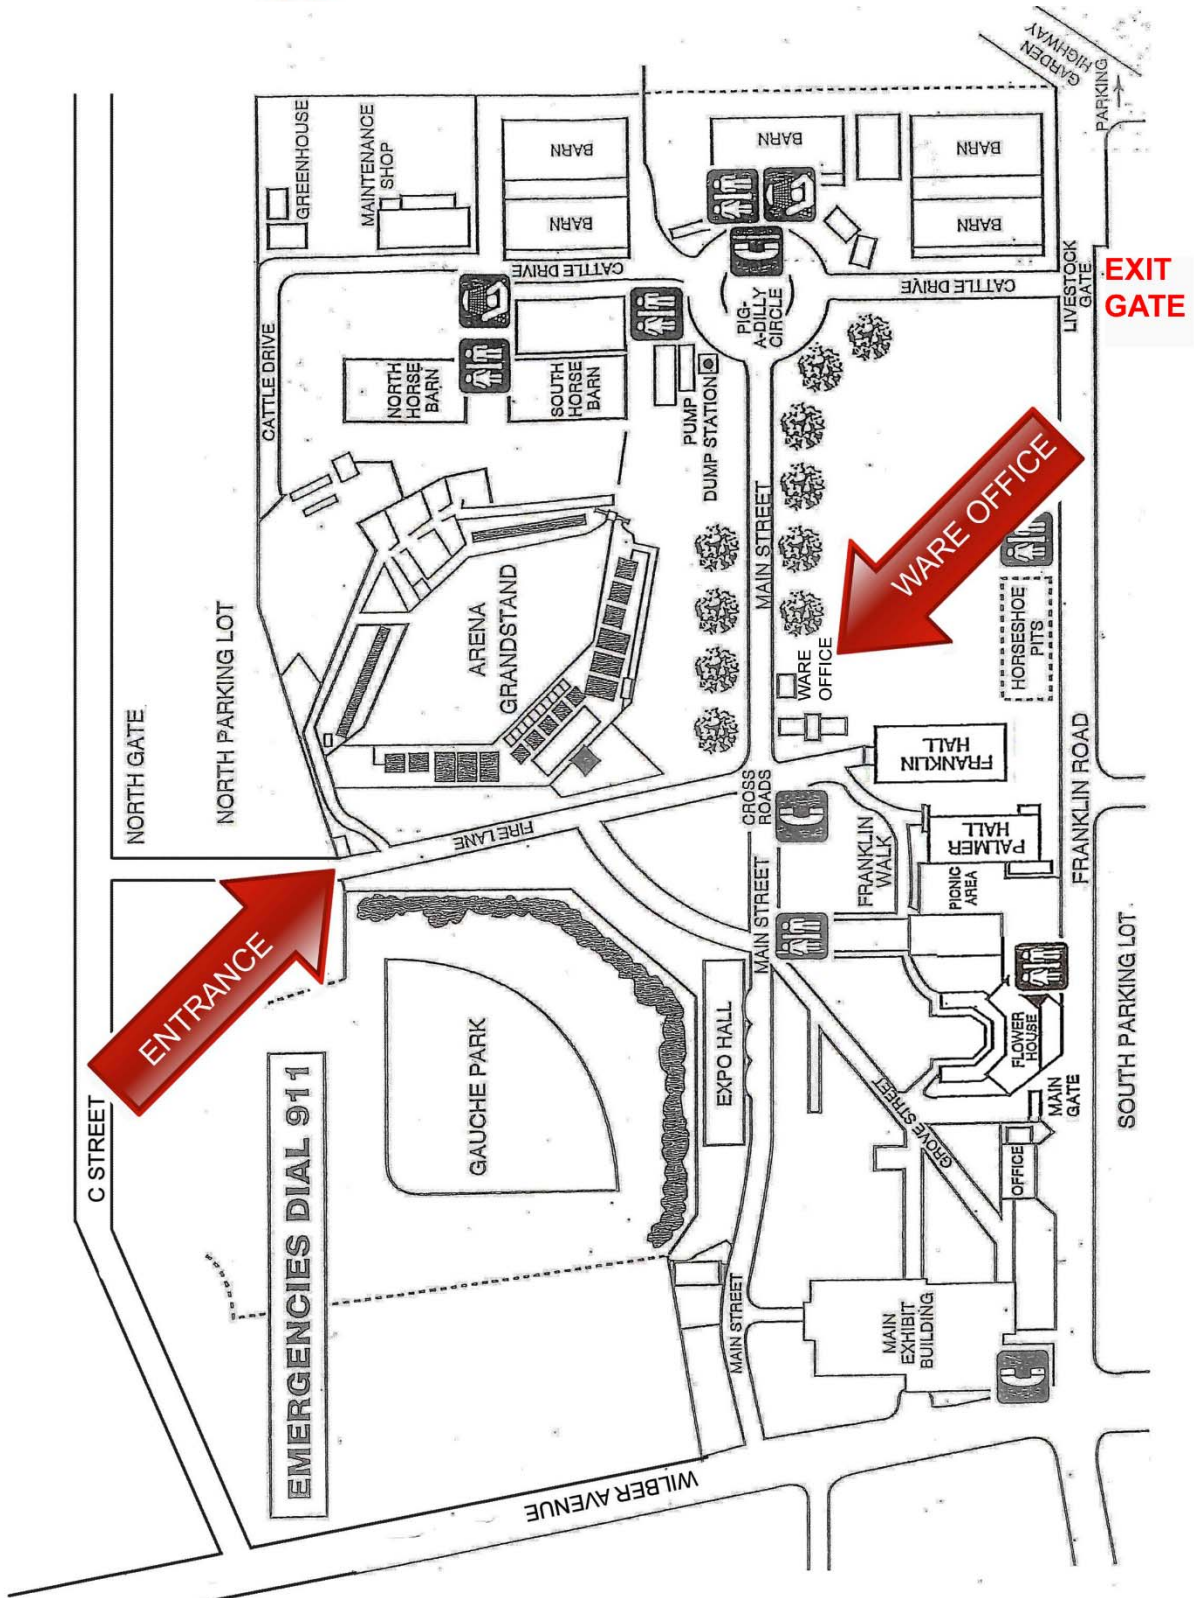 GARDEN
HIGHWAY
PARKING
GREENHOUSE
MAINTENANCE
SHOP
BARN
BARN
BARN
BARN
BARN
CATTLE DRIVE
CATTLE DRIVE
CATTLE DRIVE
LIVESTOCK
GATE
EXIT
GATE
PIG-
A-DILLY
CIRCLE
NORTH
HORSE
BARN
SOUTH
HORSE
BARN
PUMP
DUMP STATION
MAIN STREET
WARE OFFICE
NORTH GATE
NORTH PARKING LOT
ARENA
GRANDSTAND
WARE
OFFICE
HORSESHOE
PITS
FRANKLIN
HALL
CROSS
ROADS
FIRE LANE
FRANKLIN
WALK
PALMER
HALL
PICNIC
AREA
FRANKLIN ROAD
MAIN STREET
ENTRANCE
C STREET
EMERGENCIES DIAL 911
GAUCHE PARK
EXPO HALL
FLOWER
HOUSE
MAIN
GATE
SOUTH PARKING LOT
GROVE STREET
OFFICE
MAIN STREET
MAIN
EXHIBIT
BUILDING
WILBER AVENUE